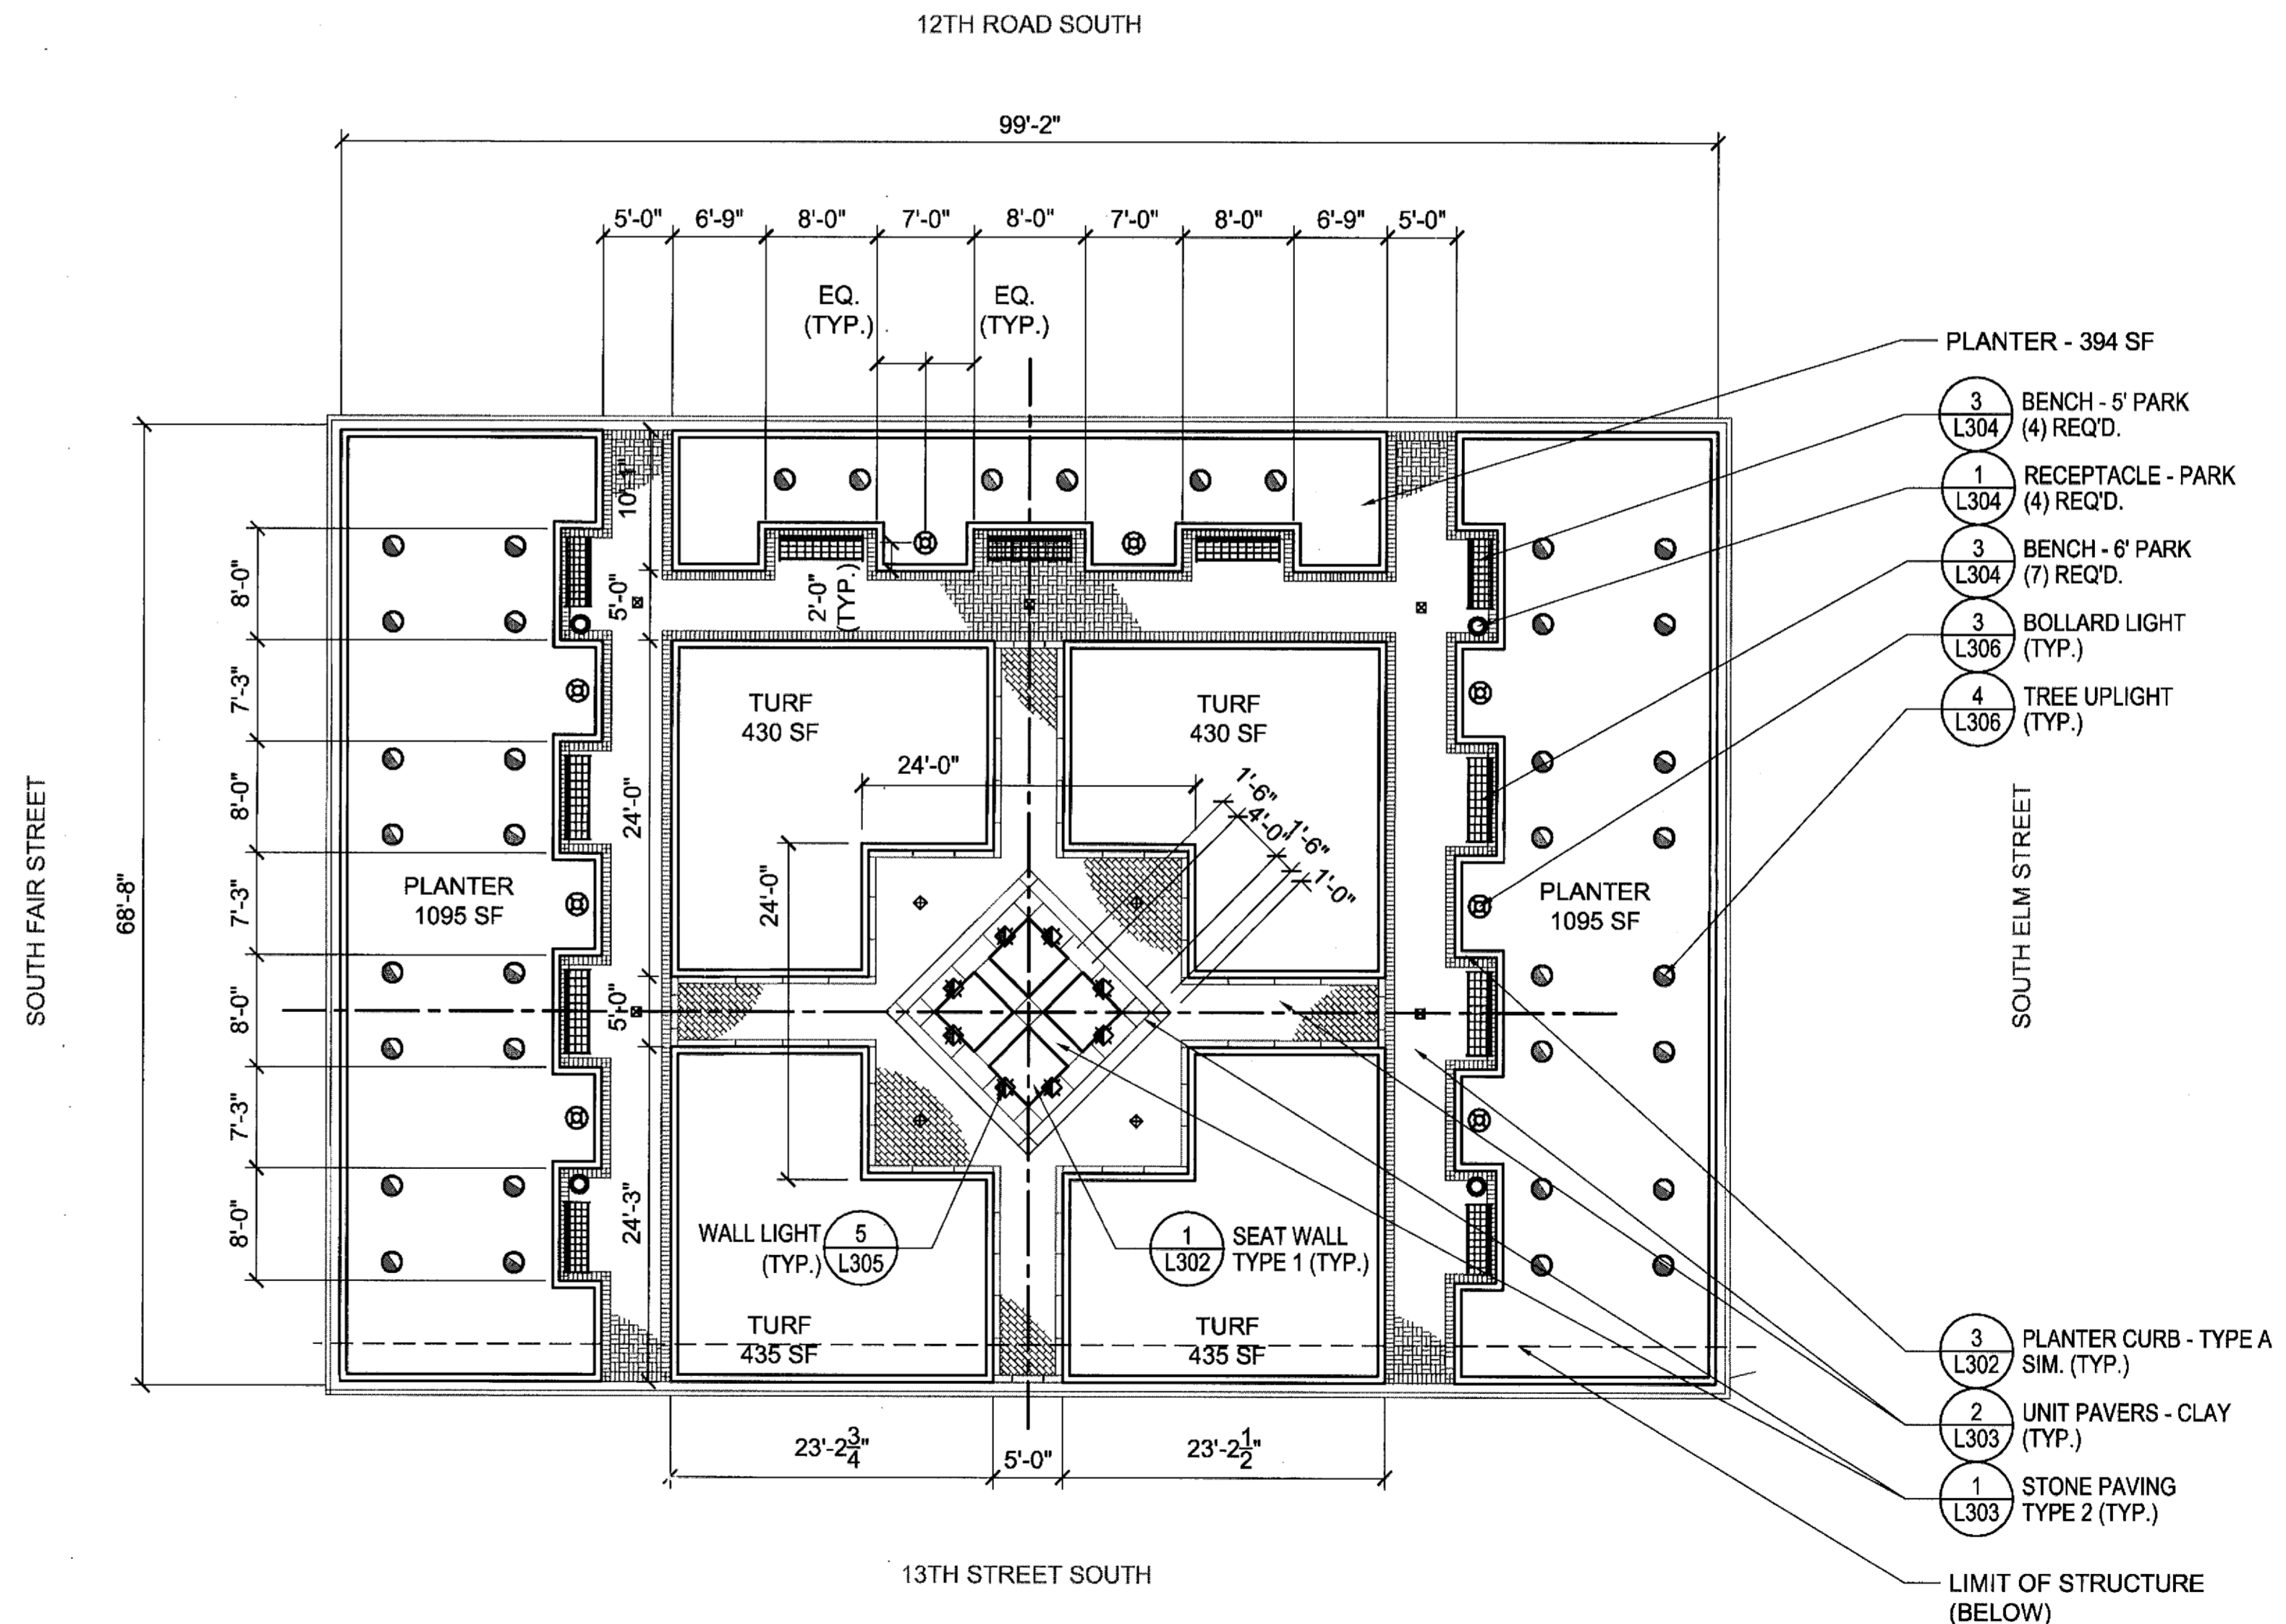 12TH ROAD SOUTH
99'-2"
5'-0" 6'-9" 8'-0" 7'-0" 8'-0" 7'-0" 8'-0" 6'-9" 5'-0"
EQ.
(TYP.)
EQ.
(TYP.)
PLANTER - 394 SF
3
L304
BENCH - 5' PARK
(4) REQ'D.
1
L304
RECEPTACLE - PARK
(4) REQ'D.
3
L304
BENCH - 6' PARK
(7) REQ'D.
3
L306
BOLLARD LIGHT
(TYP.)
4
L306
TREE UPLIGHT
(TYP.)
SOUTH FAIR STREET
68'-8"
8'-0"
7'-3"
8'-0"
7'-3"
8'-0"
7'-3"
8'-0"
PLANTER
1095 SF
10'-1"
5'-0"
24'-0"
5'-0"
24'-3"
2'-0"
(TYP.)
TURF
430 SF
TURF
430 SF
24'-0"
24'-0"
1'-6"
4'-0"
1'-6"
1'-0"
PLANTER
1095 SF
SOUTH ELM STREET
WALL LIGHT
(TYP.)
5
L305
1
L302
SEAT WALL
TYPE 1 (TYP.)
TURF
435 SF
TURF
435 SF
3
L302
PLANTER CURB - TYPE A
SIM. (TYP.)
2
L303
UNIT PAVERS - CLAY
(TYP.)
1
L303
STONE PAVING
TYPE 2 (TYP.)
LIMIT OF STRUCTURE
(BELOW)
23'-2 3/4" 5'-0" 23'-2 1/2"
13TH STREET SOUTH